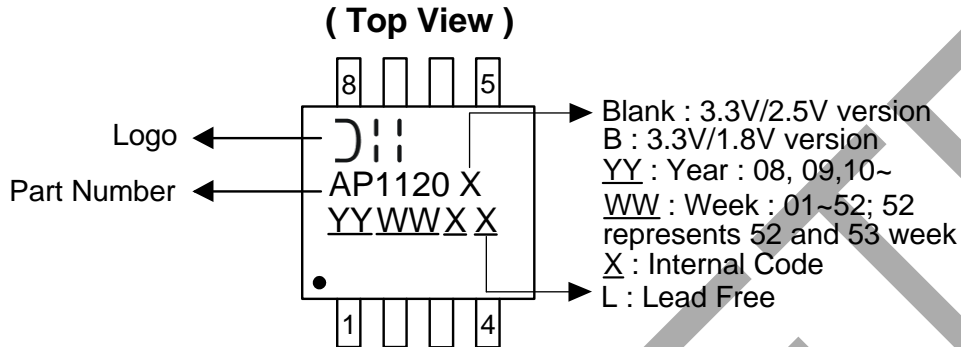 ( Top View )
8 5
Logo
Part Number
AP1120 X
YYWWX X
1 4
Blank : 3.3V/2.5V version
B : 3.3V/1.8V version
YY : Year : 08, 09,10~
WW : Week : 01~52; 52
represents 52 and 53 week
X : Internal Code
L : Lead Free